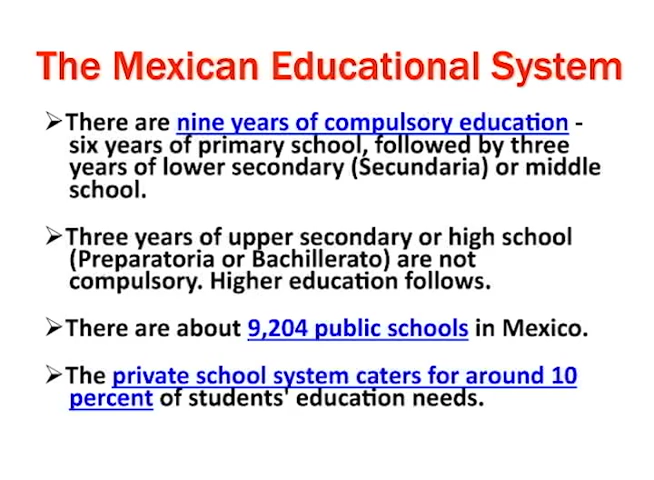 The Mexican Educational System
➢There are nine years of compulsory education -
six years of primary school, followed by three
years of lower secondary (Secundaria) or middle
school.
➢Three years of upper secondary or high school
(Preparatoria or Bachillerato) are not
compulsory. Higher education follows.
➢There are about 9,204 public schools in Mexico.
➢The private school system caters for around 10
percent of students' education needs.